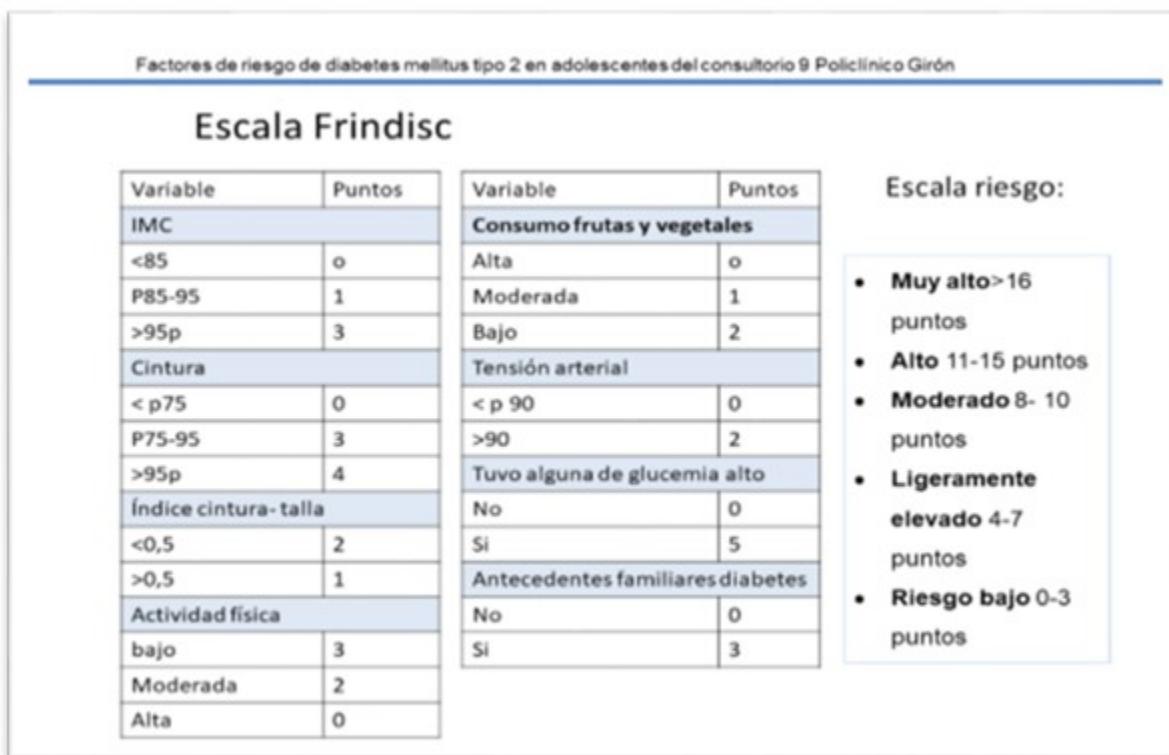 Factores de riesgo de diabetes mellitus tipo 2 en adolescentes del consultorio 9 Policlínico Girón
Escala Frindisc
Variable Puntos
IMC
<85 o
P85-95 1
>95p 3
Cintura
< p75 0
P75-95 3
>95p 4
Índice cintura- talla
<0,5 2
>0,5 1
Actividad física
bajo 3
Moderada 2
Alta 0
Variable Puntos
Consumo frutas y vegetales
Alta o
Moderada 1
Bajo 2
Tensión arterial
< p 90 0
>90 2
Tuvo alguna de glucemia alto
No 0
Si 5
Antecedentes familiares diabetes
No 0
Si 3
Escala riesgo:
• Muy alto>16
puntos
• Alto 11-15 puntos
• Moderado 8- 10
puntos
• Ligeramente
elevado 4-7
puntos
• Riesgo bajo 0-3
puntos